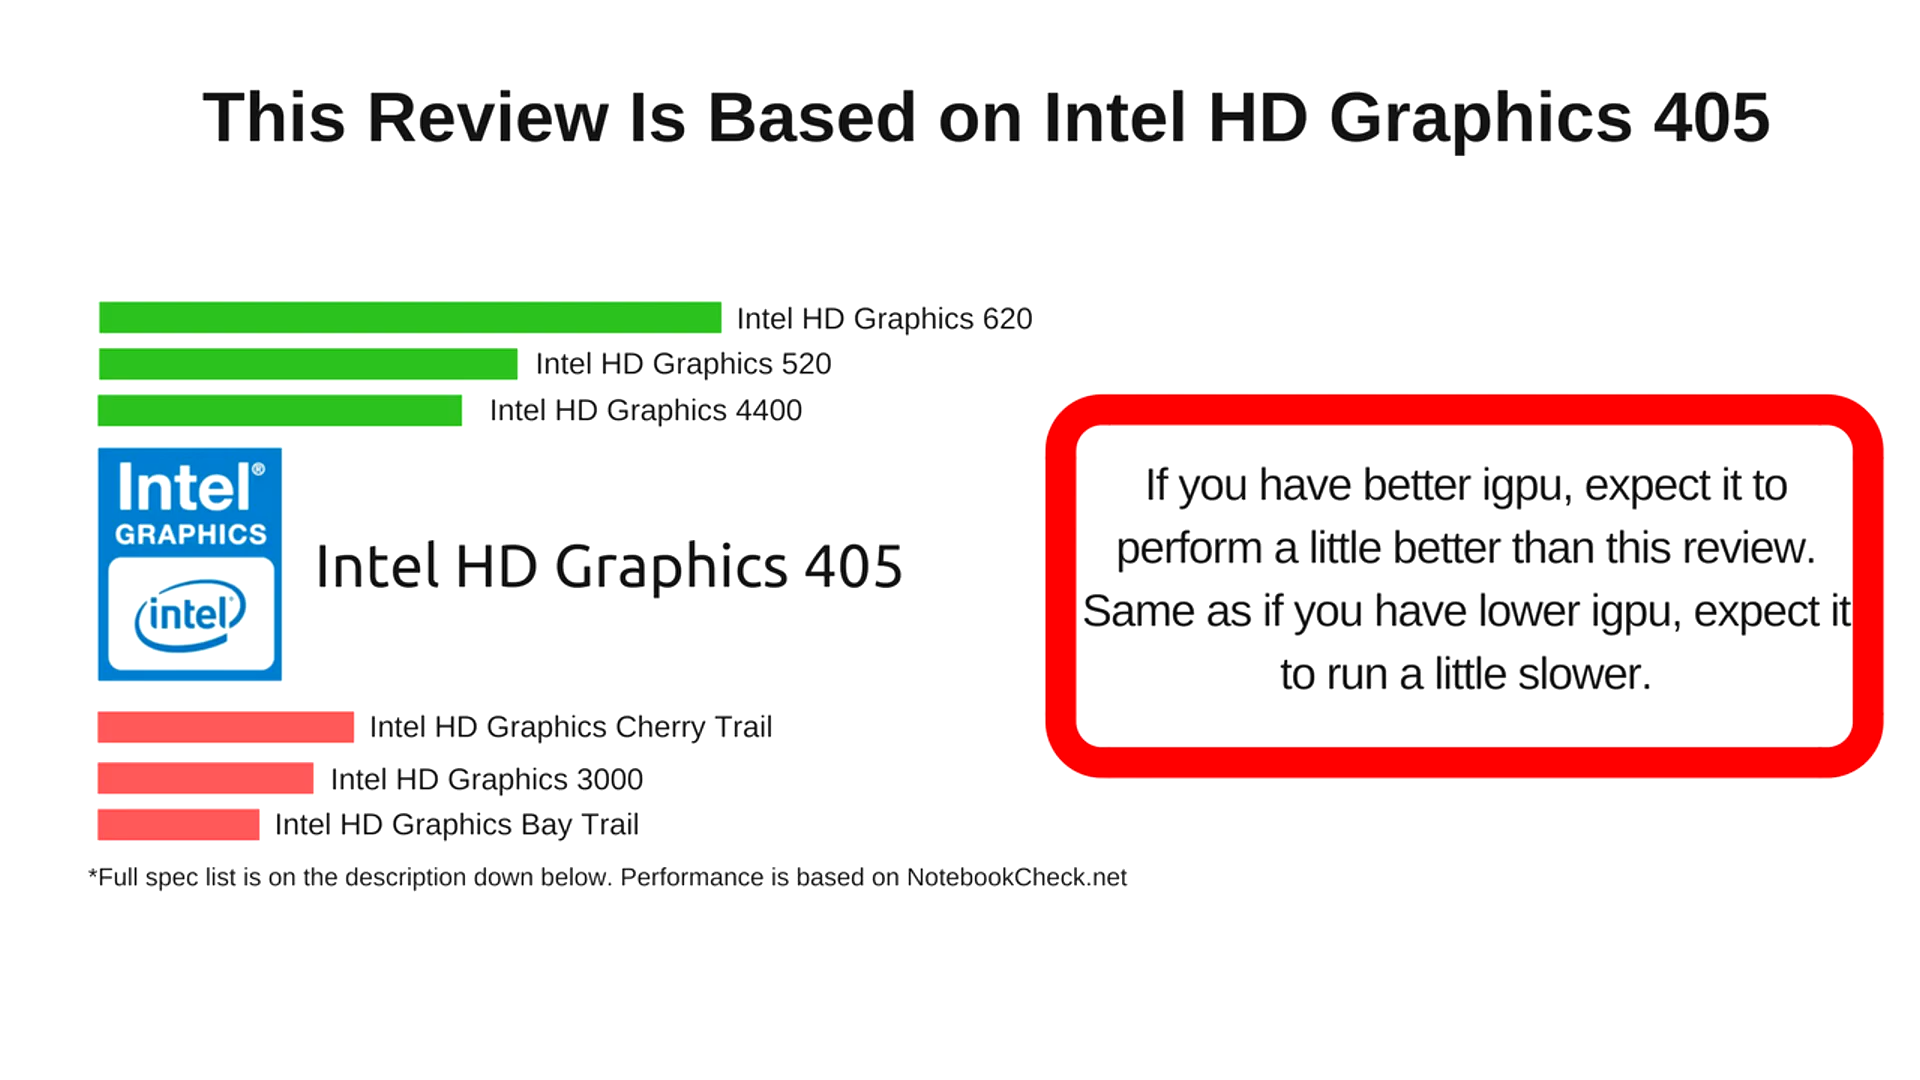 This Review Is Based on Intel HD Graphics 405
Intel HD Graphics 620
Intel HD Graphics 520
Intel HD Graphics 4400
Intel®
GRAPHICS
intel®
Intel HD Graphics 405
If you have better igpu, expect it to
perform a little better than this review.
Same as if you have lower igpu, expect it
to run a little slower.
Intel HD Graphics Cherry Trail
Intel HD Graphics 3000
Intel HD Graphics Bay Trail
*Full spec list is on the description down below. Performance is based on NotebookCheck.net